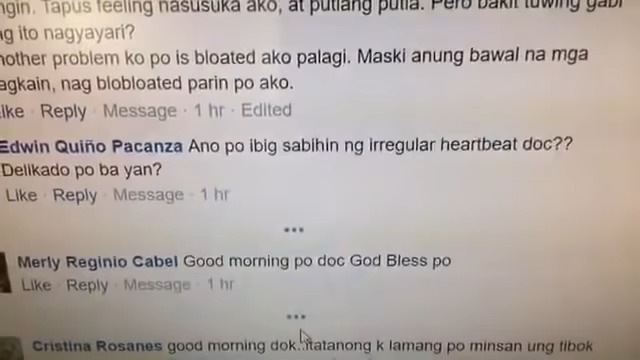 ngin. Tapus feeling nasusuka ako, at putlang putla. Pero bakit tuwing gabi
ng ito nagyayari?
nother problem ko po is bloated ako palagi. Maski anung bawal na mga
agkain, nag blobloated parin po ako.
Like · Reply · Message · 1 hr · Edited
Edwin Quiño Pacanza Ano po ibig sabihin ng irregular heartbeat doc??
Delikado po ba yan?
Like · Reply · Message · 1 hr
Merly Reginio Cabel Good morning po doc God Bless po
Like · Reply · Message · 1 hr
Cristina Rosanes good morning dok..itatanong k lamang po minsan ung tibok